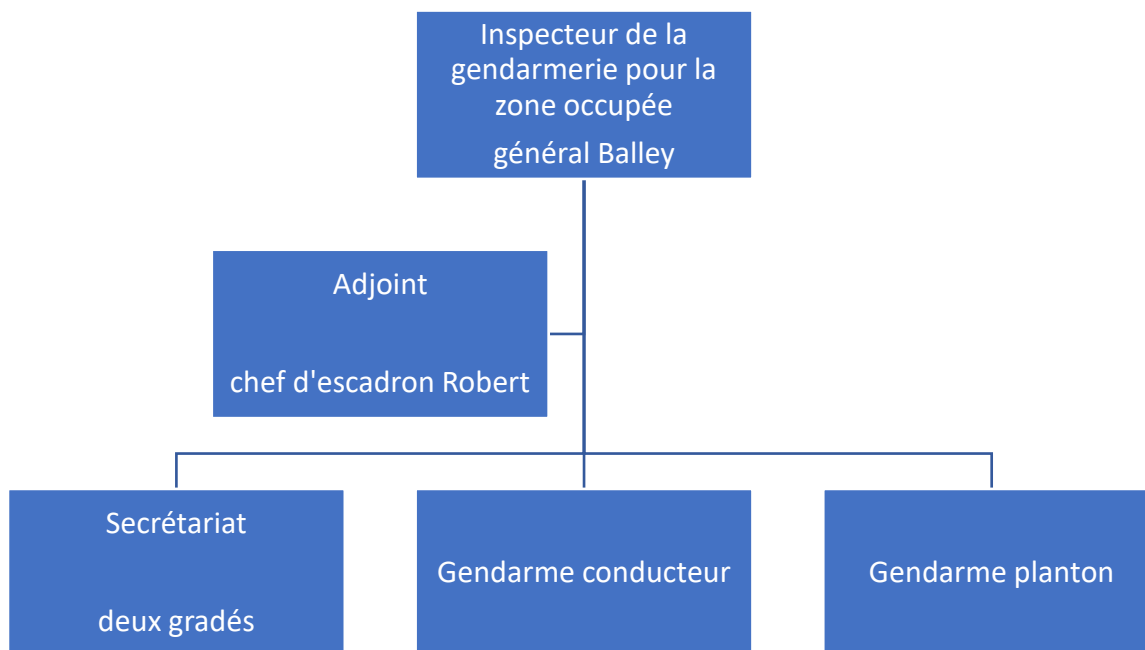 Inspecteur de la
gendarmerie pour la
zone occupée
général Balley
Adjoint
chef d'escadron Robert
Secrétariat
deux gradés
Gendarme conducteur
Gendarme planton